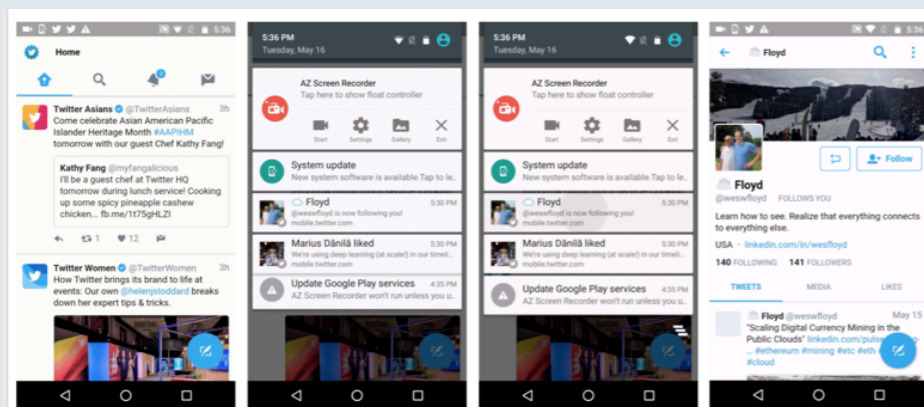 5:36
Home
Twitter Asians @TwitterAsians 3h
Come celebrate Asian American Pacific
Islander Heritage Month #AAPIHM
tomorrow with our guest Chef Kathy Fang!
Kathy Fang @myfangalicious
I'll be a guest chef at Twitter HQ
tomorrow during lunch service! Cooking
up some spicy pineapple cashew
chicken... fb.me/1t75gHLZI
1 12
Twitter Women @TwitterWomen 3h
How Twitter brings its brand to life at
events: Our own @helenjstoddard breaks
down her expert tips & tricks.
5:36 PM
Tuesday, May 16
AZ Screen Recorder
Tap here to show float controller
Start Settings Gallery Exit
System update
New system software is available.Tap to le..
Floyd 5:30 PM
@weswfloyd is now following you!
mobile.twitter.com
Marius Dănilă liked 5:30 PM
We're using deep learning (at scale!) in our timeli...
mobile.twitter.com
Update Google Play services 4:35 PM
AZ Screen Recorder won't run unless you u..
5:36 PM
Tuesday, May 16
AZ Screen Recorder
Tap here to show float controller
Start Settings Gallery Exit
System update
New system software is available.Tap to le..
Floyd 5:30 PM
@weswfloyd is now following you!
mobile.twitter.com
Marius Dănilă liked 5:30 PM
We're using deep learning (at scale!) in our timeli...
mobile.twitter.com
Update Google Play services 4:35 PM
AZ Screen Recorder won't run unless you u..
5:36
Floyd
Follow
Floyd
@weswfloyd FOLLOWS YOU
Learn how to see. Realize that everything connects
to everything else.
USA · linkedin.com/in/wesfloyd
140 FOLLOWING 141 FOLLOWERS
TWEETS MEDIA LIKES
Floyd @weswfloyd May 15
"Scaling Digital Currency Mining in the
Public Clouds" linkedin.com/pulse
... #ethereum #mining #etc #eth
#cloud